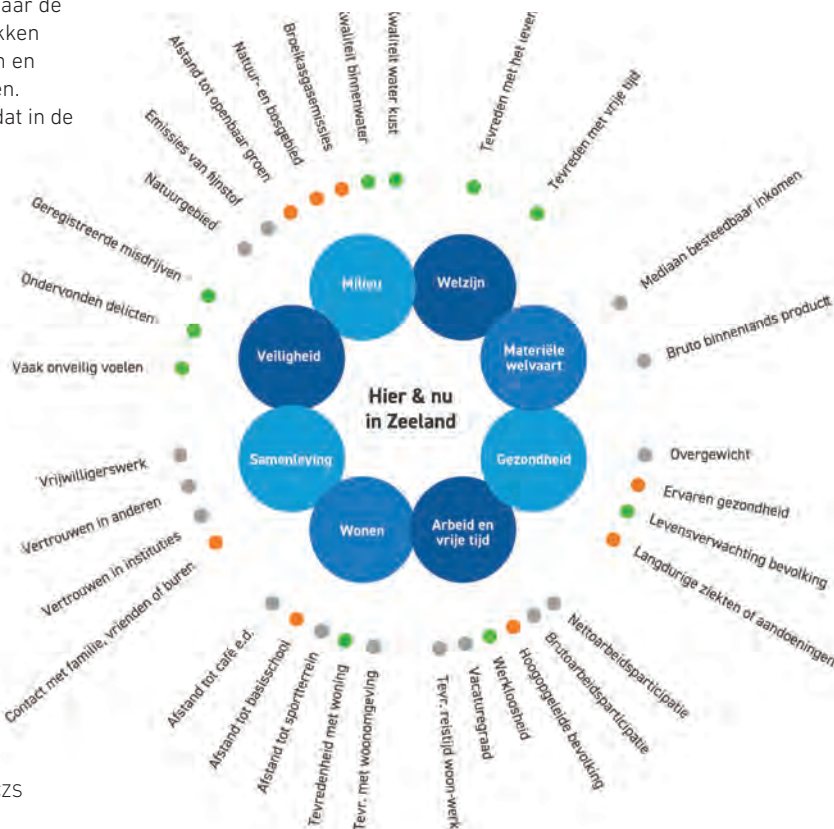 aar de
kken
n en
en.
dat in de
Natuurgebied
Emissies van fijnstof
Afstand tot openbaar groen
Natuur- en bosgebied
Broeikasgasemissies
Kwaliteit binnenwater
Kwaliteit water kust
Tevreden met het leven
Tevreden met vrije tijd
Mediaan besteedbaar inkomen
Bruto binnenlands product
Overgewicht
Ervaren gezondheid
Levensverwachting bevolking
Langdurige ziekten of aandoeningen
Nettoarbeidsparticipatie
Brutoarbeidsparticipatie
Hoogopgeleide bevolking
Werkloosheid
Vacaturegraad
Tevr. reistijd woon-werk
Tevr. met woonomgeving
Tevredenheid met woning
Afstand tot sportterrein
Afstand tot basisschool
Afstand tot café e.d.
Contact met familie, vrienden of buren
Vertrouwen in instituties
Vertrouwen in anderen
Vrijwilligerswerk
Vaak onveilig voelen
Ondervonden delicten
Geregistreerde misdrijven
Milieu
Welzijn
Materiële
welvaart
Gezondheid
Arbeid en
vrije tijd
Wonen
Samenleving
Veiligheid
Hier & nu
in Zeeland
ZS